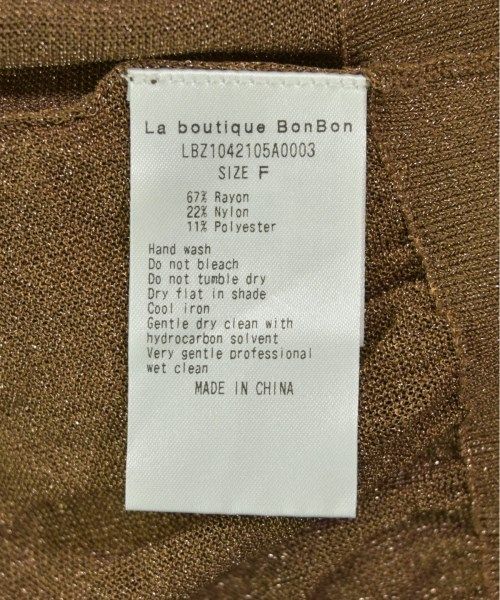 La boutique BonBon
LBZ1042105A0003
SIZE F
67% Rayon
22% Nylon
11% Polyester
Hand wash
Do not bleach
Do not tumble dry
Dry flat in shade
Cool iron
Gentle dry clean with
hydrocarbon solvent
Very gentle professional
wet clean
MADE IN CHINA